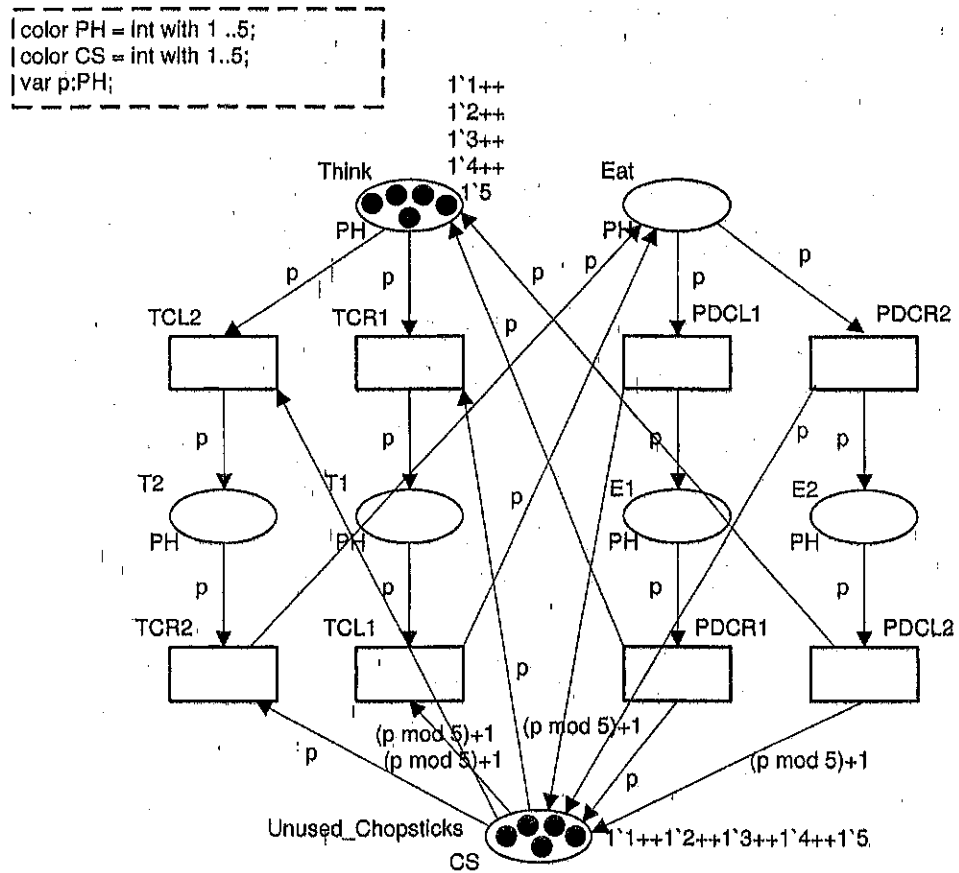 color PH = int with 1 ..5;
color CS = int with 1..5;
var p:PH;
1`1++
1`2++
1`3++
1`4++
1`5
Think
Eat
PH
PH
p
p
p
p
p
p
p
TCL2
TCR1
PDCL1
PDCR2
p
p
p
p
p
T2
T1
E1
E2
p
PH
PH
PH
PH
p
p
p
p
TCR2
TCL1
PDCR1
PDCL2
p
(p mod 5)+1
(p mod 5)+1
p
(p mod 5)+1
p
(p mod 5)+1
Unused_Chopsticks
1`1++1`2++1`3++1`4++1`5
CS